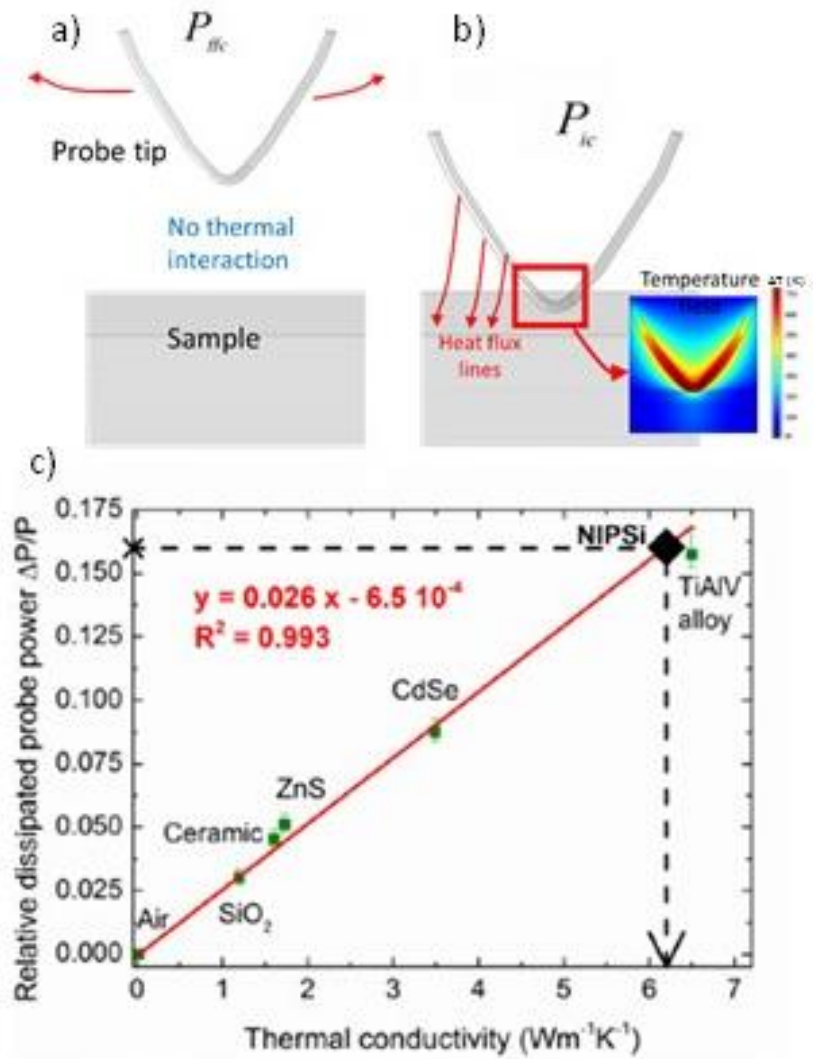 a)
P_ffc
b)
P_ic
Probe tip
No thermal
interaction
Sample
Heat flux
lines
Temperature
c)
Relative dissipated probe power ΔP/P
0.175
0.150
0.125
0.100
0.075
0.050
0.025
0.000
y = 0.026 x - 6.5 10⁻⁴
R² = 0.993
NIPSi
TiAlV
alloy
CdSe
ZnS
Ceramic
SiO₂
Air
0 1 2 3 4 5 6 7
Thermal conductivity (Wm⁻¹K⁻¹)